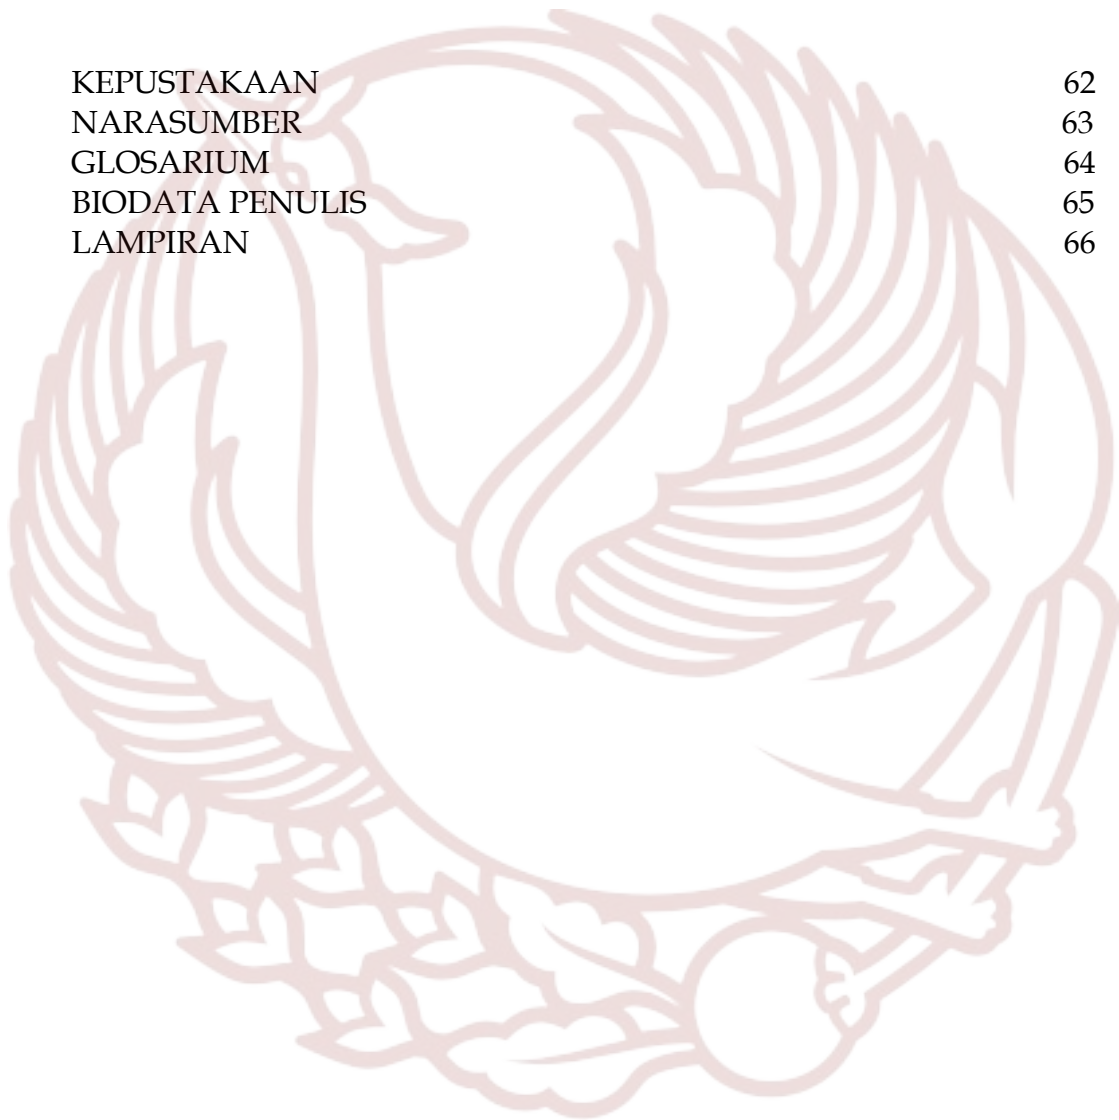 KEPUSTAKAAN 62
NARASUMBER 63
GLOSARIUM 64
BIODATA PENULIS 65
LAMPIRAN 66